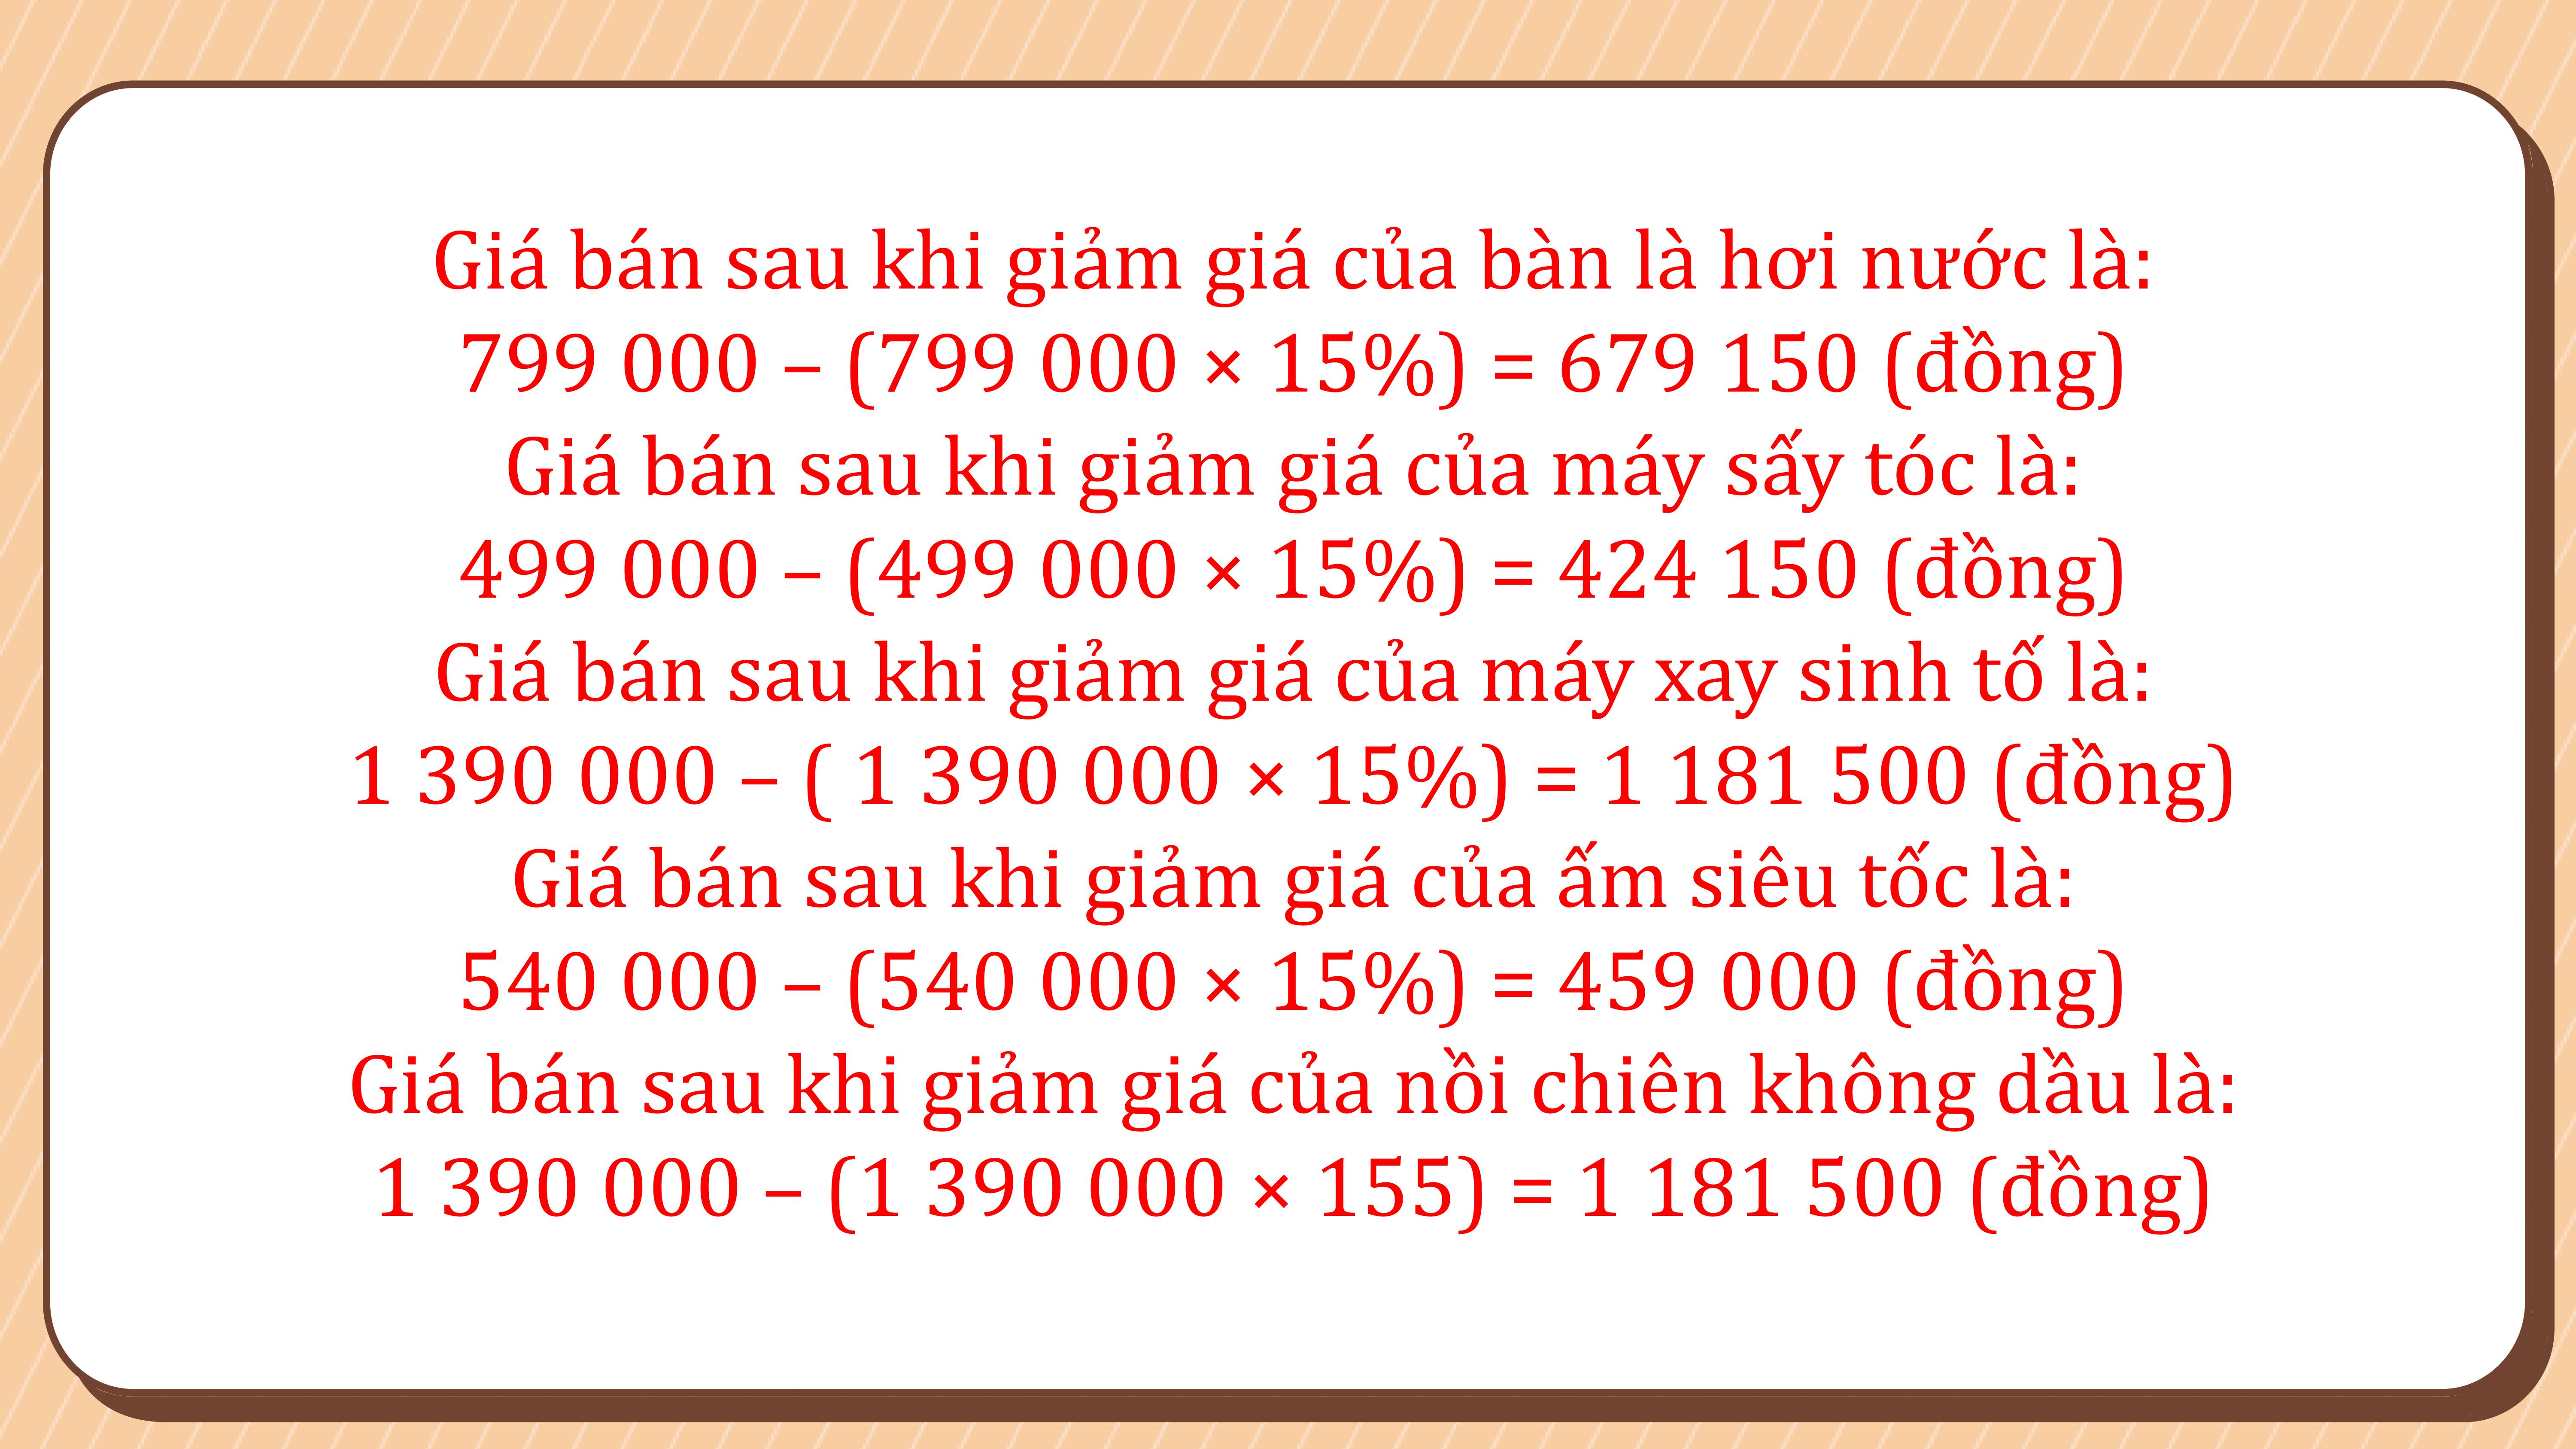 Giá bán sau khi giảm giá của bàn là hơi nước là:
799 000 – (799 000 × 15%) = 679 150 (đồng)
Giá bán sau khi giảm giá của máy sấy tóc là:
499 000 – (499 000 × 15%) = 424 150 (đồng)
Giá bán sau khi giảm giá của máy xay sinh tố là:
1 390 000 – ( 1 390 000 × 15%) = 1 181 500 (đồng)
Giá bán sau khi giảm giá của ấm siêu tốc là:
540 000 – (540 000 × 15%) = 459 000 (đồng)
Giá bán sau khi giảm giá của nồi chiên không dầu là:
1 390 000 – (1 390 000 × 155) = 1 181 500 (đồng)